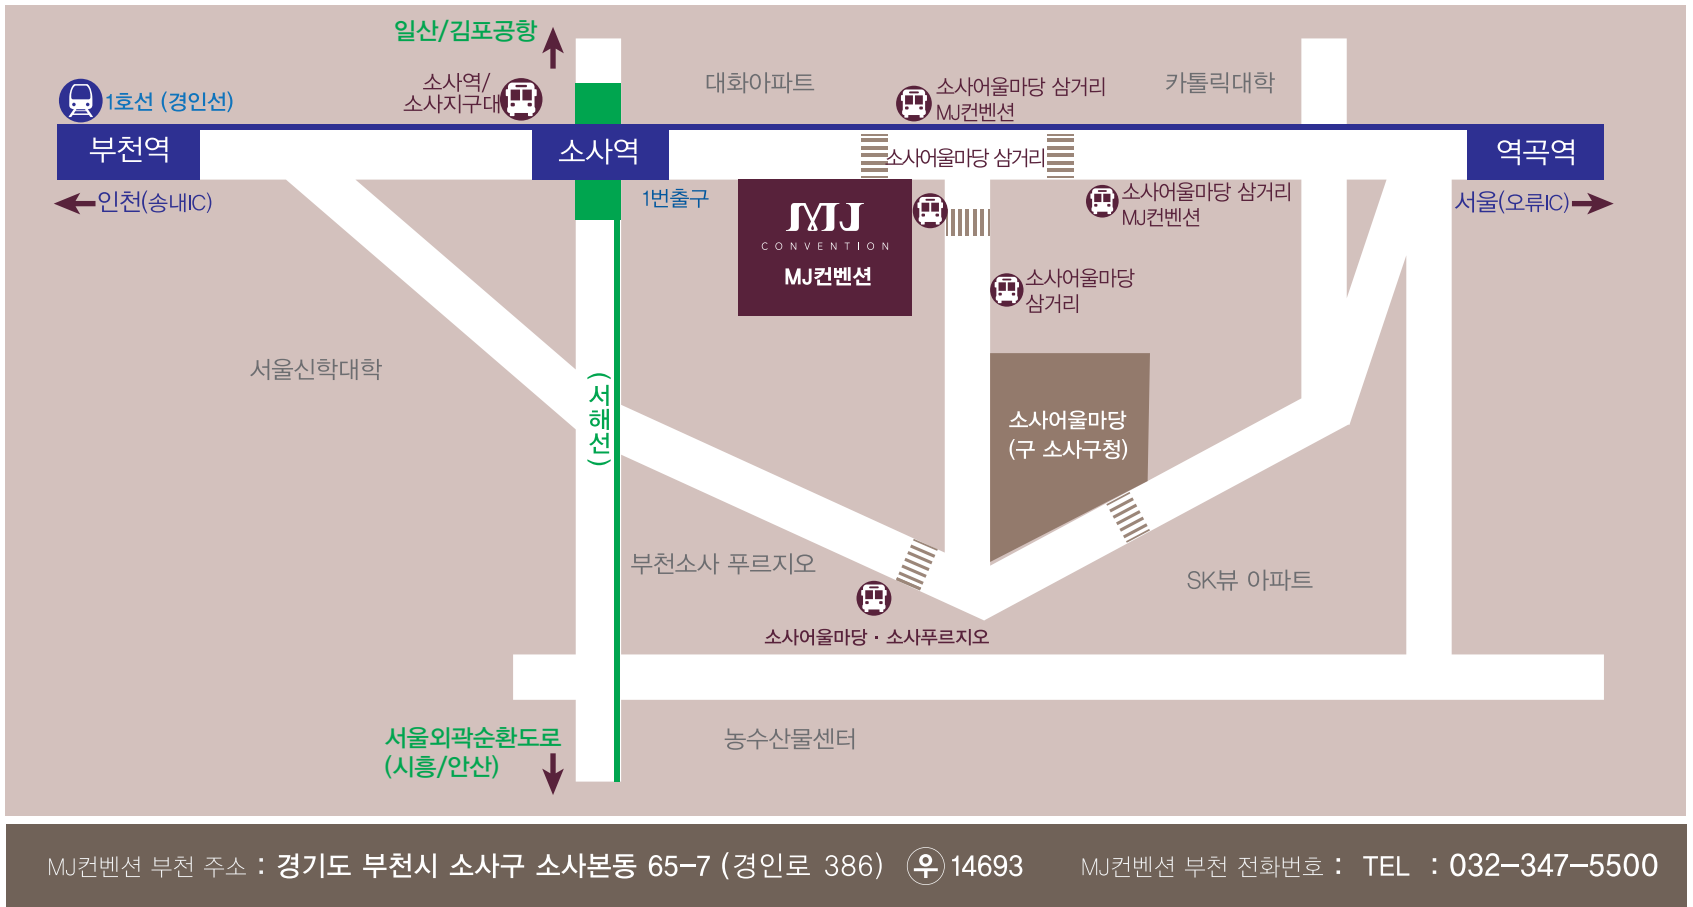 일산/김포공항
소사역/
소사지구대
대화아파트
소사어울마당 삼거리
MJ컨벤션
카톨릭대학
1호선 (경인선)
부천역
소사역
소사어울마당 삼거리
역곡역
인천(송내IC)
1번출구
소사어울마당 삼거리
MJ컨벤션
서울(오류IC)
MJ
CONVENTION
MJ컨벤션
소사어울마당
삼거리
서울신학대학
(서해선)
소사어울마당
(구 소사구청)
부천소사 푸르지오
SK뷰 아파트
소사어울마당 · 소사푸르지오
서울외곽순환도로
(시흥/안산)
농수산물센터
MJ컨벤션 부천 주소 : 경기도 부천시 소사구 소사본동 65-7 (경인로 386) 우 14693
MJ컨벤션 부천 전화번호 : TEL : 032-347-5500